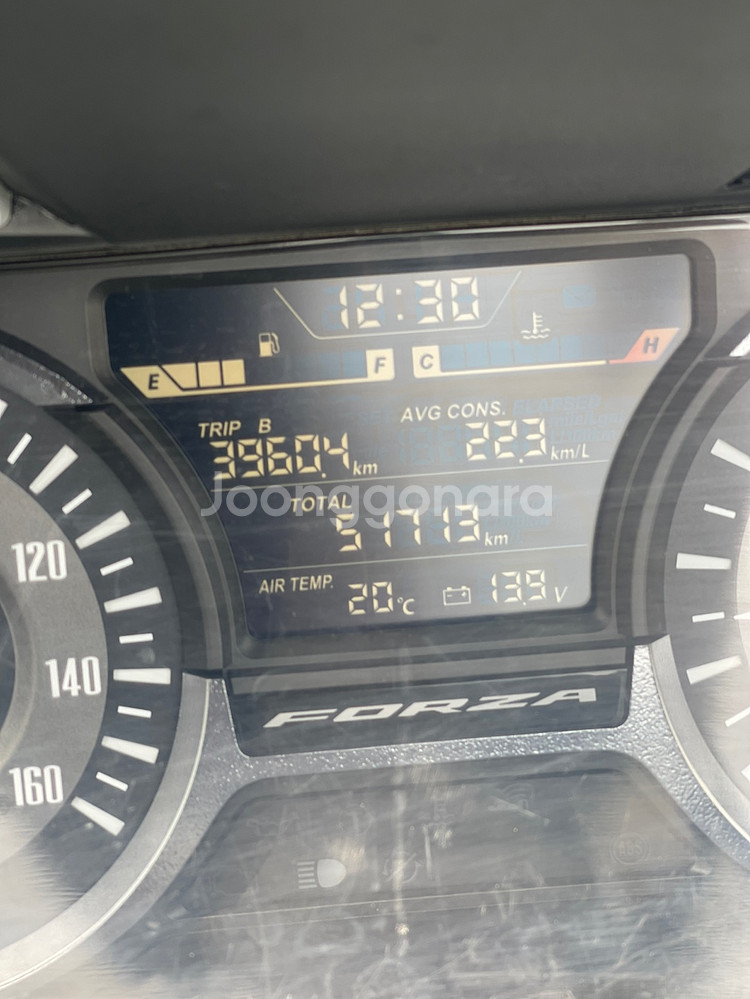 12:30
E F C H
TRIP B AVG CONS.
3960.4 km 22.3 km/L
Joonggonara
TOTAL
51713 km
AIR TEMP. 20°C 13.9 V
FORZA
120
140
160
ABS